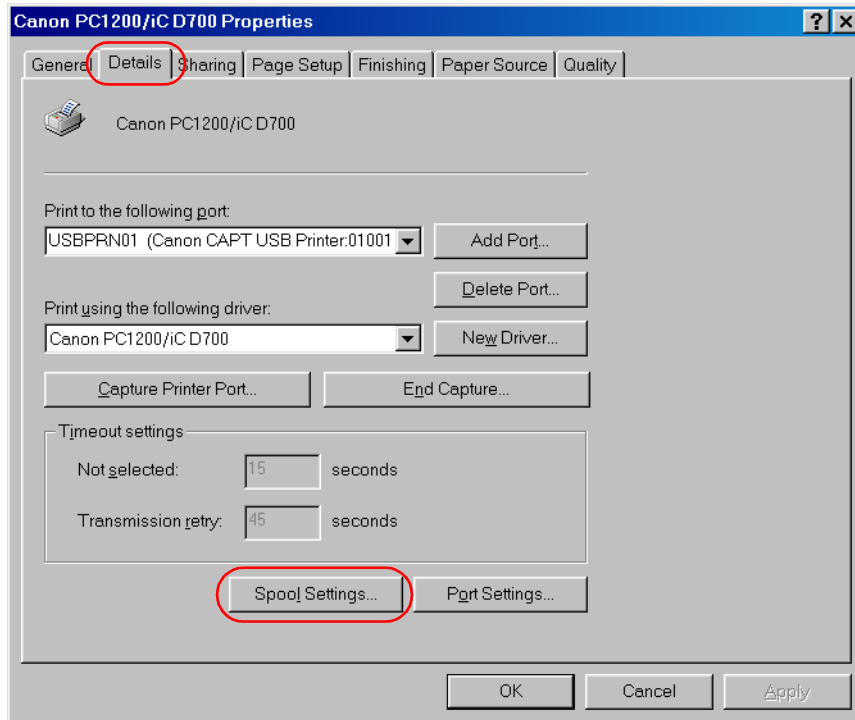 Canon PC1200/iC D700 Properties
General Details Sharing Page Setup Finishing Paper Source Quality
Canon PC1200/iC D700
Print to the following port:
USBPRN01 (Canon CAPT USB Printer:01001 Add Port...
Delete Port...
Print using the following driver:
Canon PC1200/iC D700 New Driver...
Capture Printer Port... End Capture...
Timeout settings
Not selected: 15 seconds
Transmission retry: 45 seconds
Spool Settings... Port Settings...
OK Cancel Apply